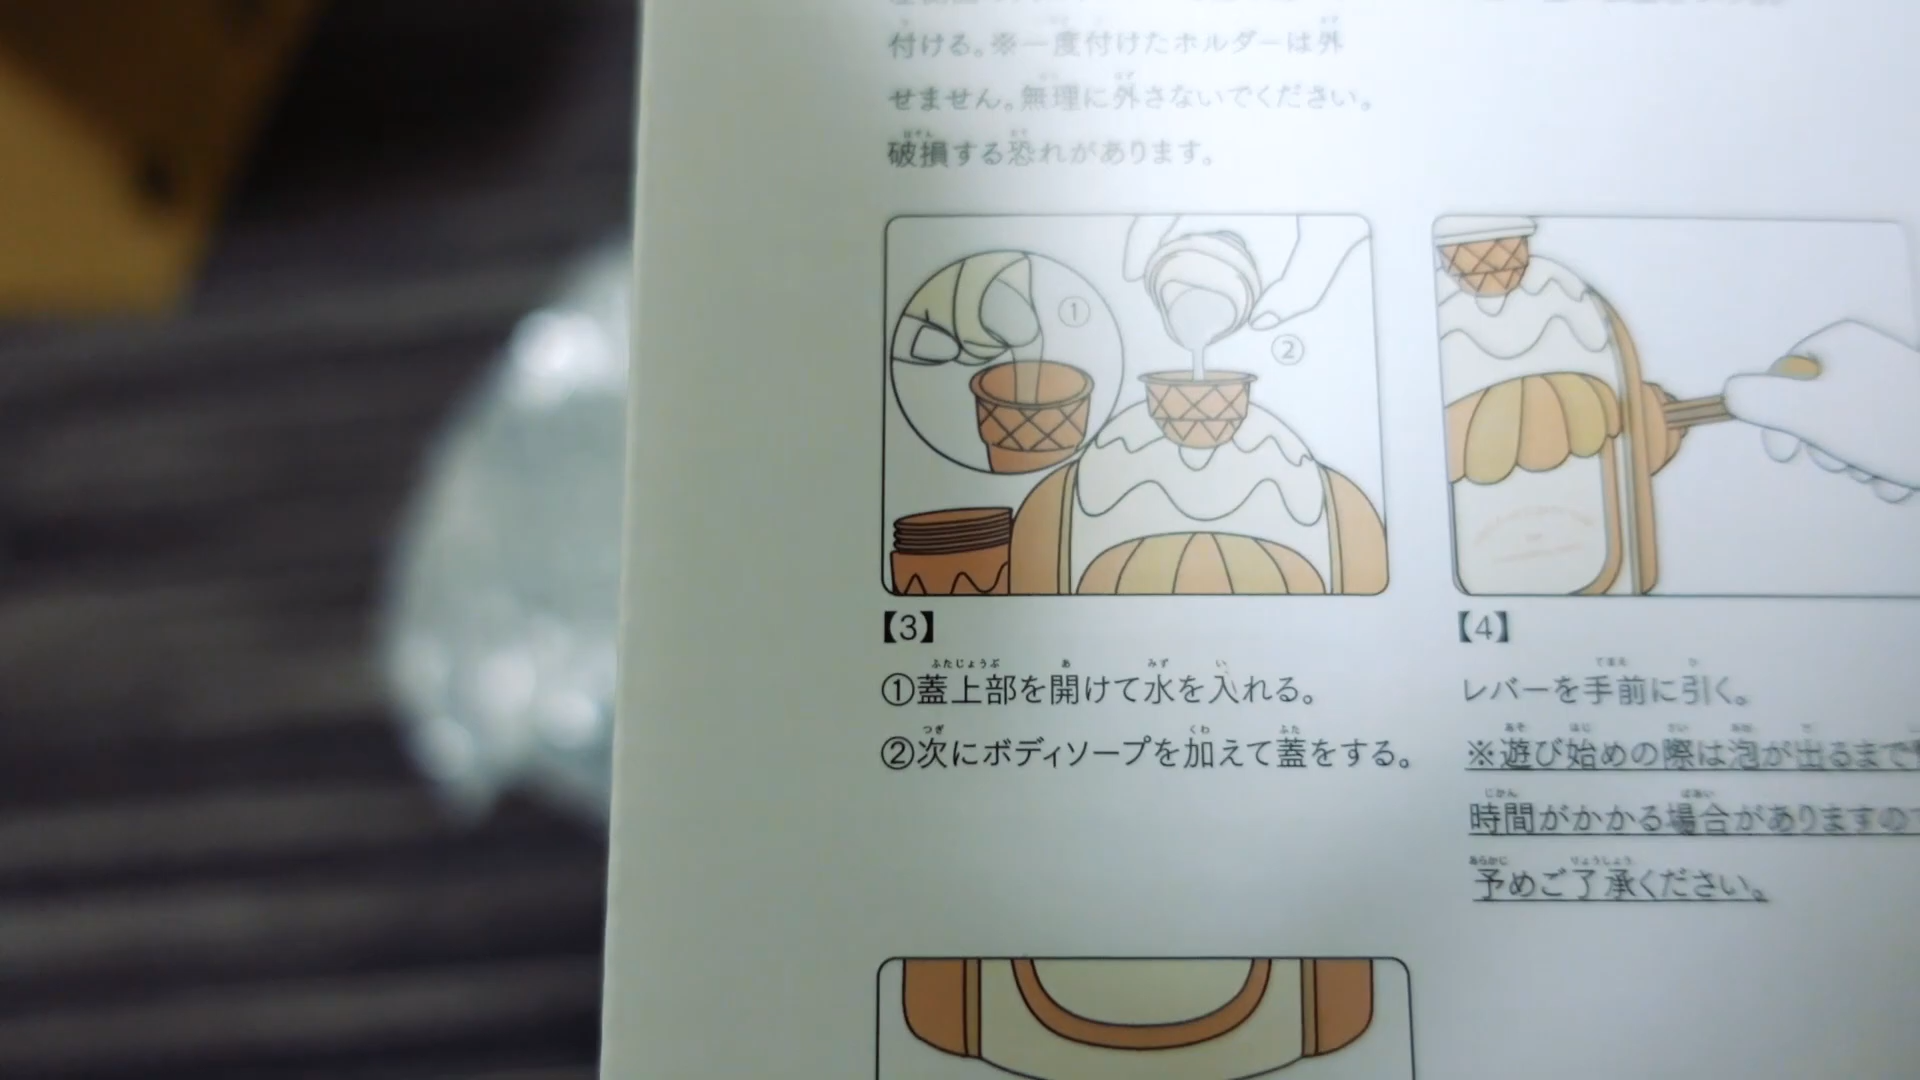 付ける。※一度付けたホルダーは外
せません。無理に外さないでください。
破損する恐れがあります。
①
②
【3】
①蓋上部を開けて水を入れる。
②次にボディソープを加えて蓋をする。
【4】
レバーを手前に引く。
※遊び始めの際は泡が出るまで
時間がかかる場合がありますの
予めご了承ください。